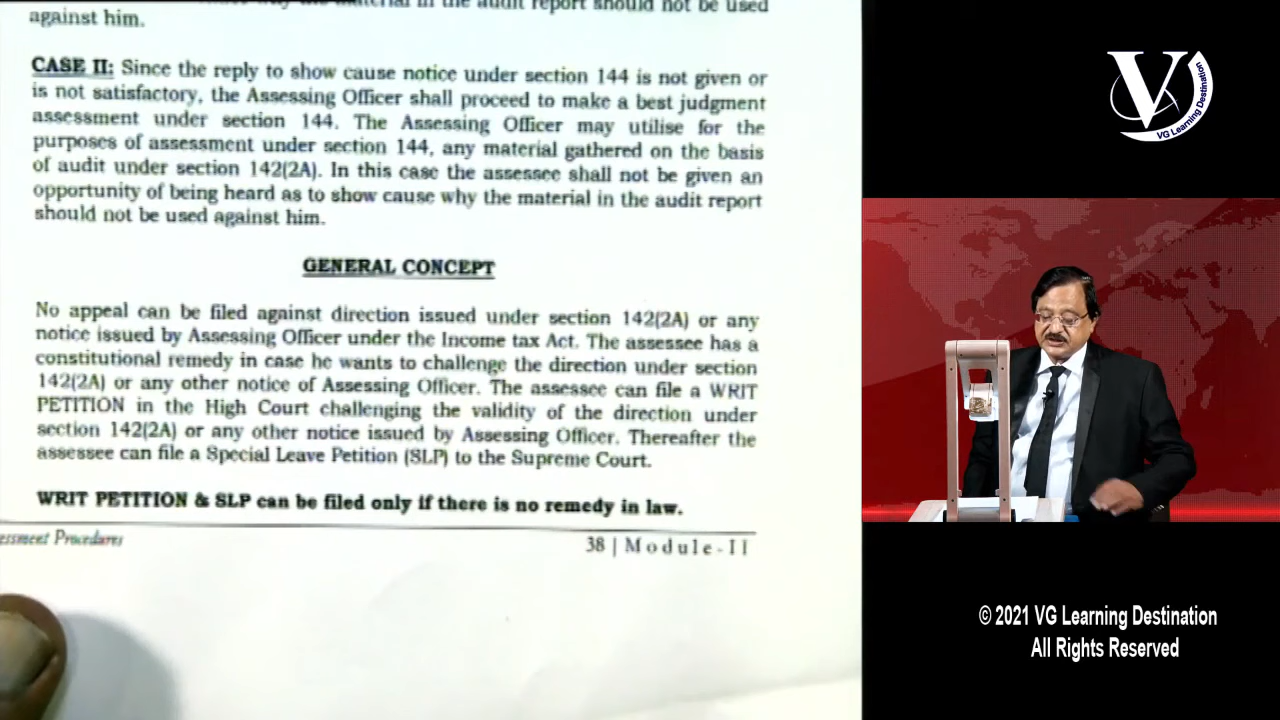 material in the audit report should not be used
against him.
CASE II: Since the reply to show cause notice under section 144 is not given or
is not satisfactory, the Assessing Officer shall proceed to make a best judgment
assessment under section 144. The Assessing Officer may utilise for the
purposes of assessment under section 144, any material gathered on the basis
of audit under section 142(2A). In this case the assessee shall not be given an
opportunity of being heard as to show cause why the material in the audit report
should not be used against him.
GENERAL CONCEPT
No appeal can be filed against direction issued under section 142(2A) or any
notice issued by Assessing Officer under the Income tax Act. The assessee has a
constitutional remedy in case he wants to challenge the direction under section
142(2A) or any other notice of Assessing Officer. The assessee can file a WRIT
PETITION in the High Court challenging the validity of the direction under
section 142(2A) or any other notice issued by Assessing Officer. Thereafter the
assessee can file a Special Leave Petition (SLP) to the Supreme Court.
WRIT PETITION & SLP can be filed only if there is no remedy in law.
essment Procedures
38 | Module-II
V
VG Learning Destination
© 2021 VG Learning Destination
All Rights Reserved